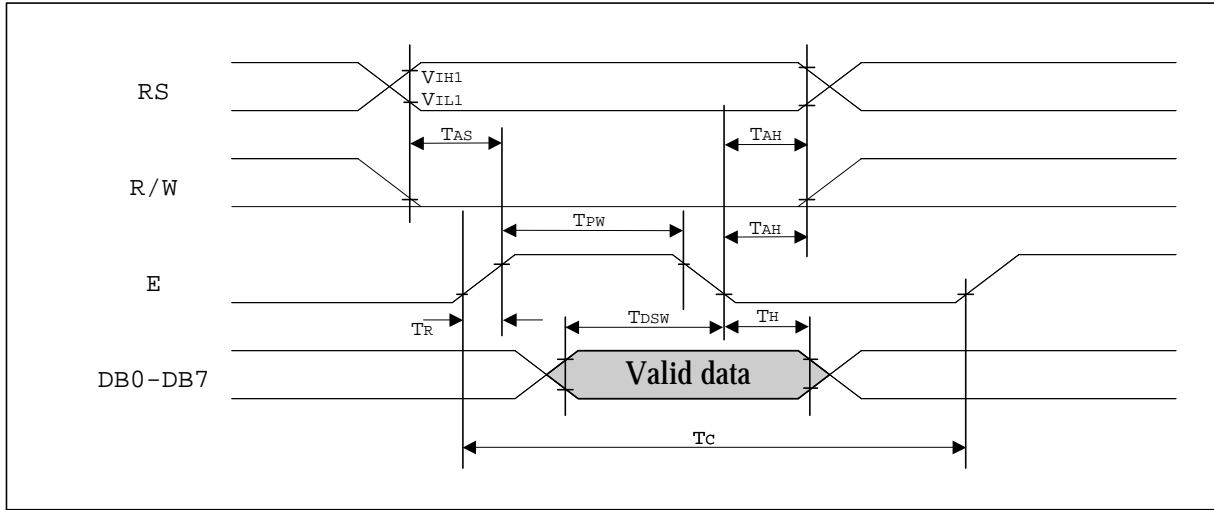 RS
VIH1
VIL1
TAS
TAH
R/W
TPW
TAH
E
TR
TDSW
TH
DB0-DB7
Valid data
TC